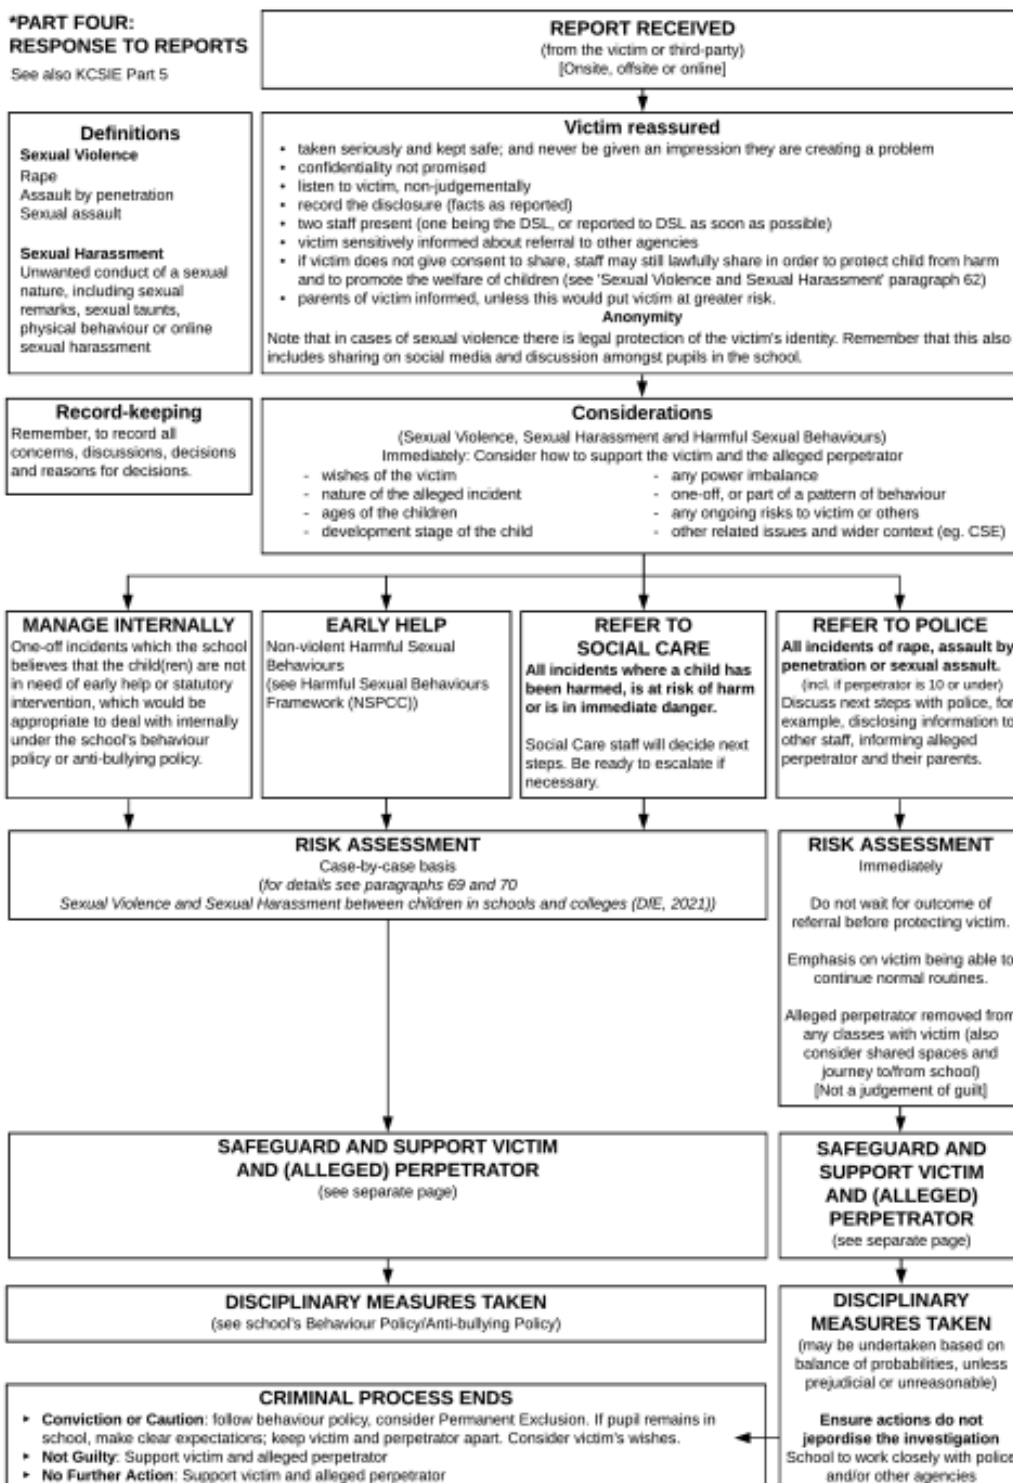 *PART FOUR:
RESPONSE TO REPORTS
See also KCSIE Part 5
REPORT RECEIVED
(from the victim or third-party)
[Onsite, offsite or online]
Definitions
Sexual Violence
Rape
Assault by penetration
Sexual assault
Sexual Harassment
Unwanted conduct of a sexual
nature, including sexual
remarks, sexual taunts,
physical behaviour or online
sexual harassment
Victim reassured
• taken seriously and kept safe; and never be given an impression they are creating a problem
• confidentiality not promised
• listen to victim, non-judgementally
• record the disclosure (facts as reported)
• two staff present (one being the DSL, or reported to DSL as soon as possible)
• victim sensitively informed about referral to other agencies
• if victim does not give consent to share, staff may still lawfully share in order to protect child from harm
and to promote the welfare of children (see 'Sexual Violence and Sexual Harassment' paragraph 62)
• parents of victim informed, unless this would put victim at greater risk.
Anonymity
Note that in cases of sexual violence there is legal protection of the victim's identity. Remember that this also
includes sharing on social media and discussion amongst pupils in the school.
Record-keeping
Remember, to record all
concerns, discussions, decisions
and reasons for decisions.
Considerations
(Sexual Violence, Sexual Harassment and Harmful Sexual Behaviours)
Immediately: Consider how to support the victim and the alleged perpetrator
- wishes of the victim
- nature of the alleged incident
- ages of the children
- development stage of the child
- any power imbalance
- one-off, or part of a pattern of behaviour
- any ongoing risks to victim or others
- other related issues and wider context (eg. CSE)
MANAGE INTERNALLY
One-off incidents which the school
believes that the child(ren) are not
in need of early help or statutory
intervention, which would be
appropriate to deal with internally
under the school's behaviour
policy or anti-bullying policy.
EARLY HELP
Non-violent Harmful Sexual
Behaviours
(see Harmful Sexual Behaviours
Framework (NSPCC))
REFER TO
SOCIAL CARE
All incidents where a child has
been harmed, is at risk of harm
or is in immediate danger.
Social Care staff will decide next
steps. Be ready to escalate if
necessary.
REFER TO POLICE
All incidents of rape, assault by
penetration or sexual assault.
(incl. if perpetrator is 10 or under)
Discuss next steps with police, for
example, disclosing information to
other staff, informing alleged
perpetrator and their parents.
RISK ASSESSMENT
Case-by-case basis
(for details see paragraphs 69 and 70
Sexual Violence and Sexual Harassment between children in schools and colleges (DfE, 2021))
RISK ASSESSMENT
Immediately
Do not wait for outcome of
referral before protecting victim.
Emphasis on victim being able to
continue normal routines.
Alleged perpetrator removed from
any classes with victim (also
consider shared spaces and
journey to/from school)
[Not a judgement of guilt]
SAFEGUARD AND SUPPORT VICTIM
AND (ALLEGED) PERPETRATOR
(see separate page)
SAFEGUARD AND
SUPPORT VICTIM
AND (ALLEGED)
PERPETRATOR
(see separate page)
DISCIPLINARY MEASURES TAKEN
(see school's Behaviour Policy/Anti-bullying Policy)
DISCIPLINARY
MEASURES TAKEN
(may be undertaken based on
balance of probabilities, unless
prejudicial or unreasonable)
Ensure actions do not
jepordise the investigation
School to work closely with police
and/or other agencies
CRIMINAL PROCESS ENDS
▸ Conviction or Caution: follow behaviour policy, consider Permanent Exclusion. If pupil remains in
school, make clear expectations; keep victim and perpetrator apart. Consider victim's wishes.
▸ Not Guilty: Support victim and alleged perpetrator
▸ No Further Action: Support victim and alleged perpetrator